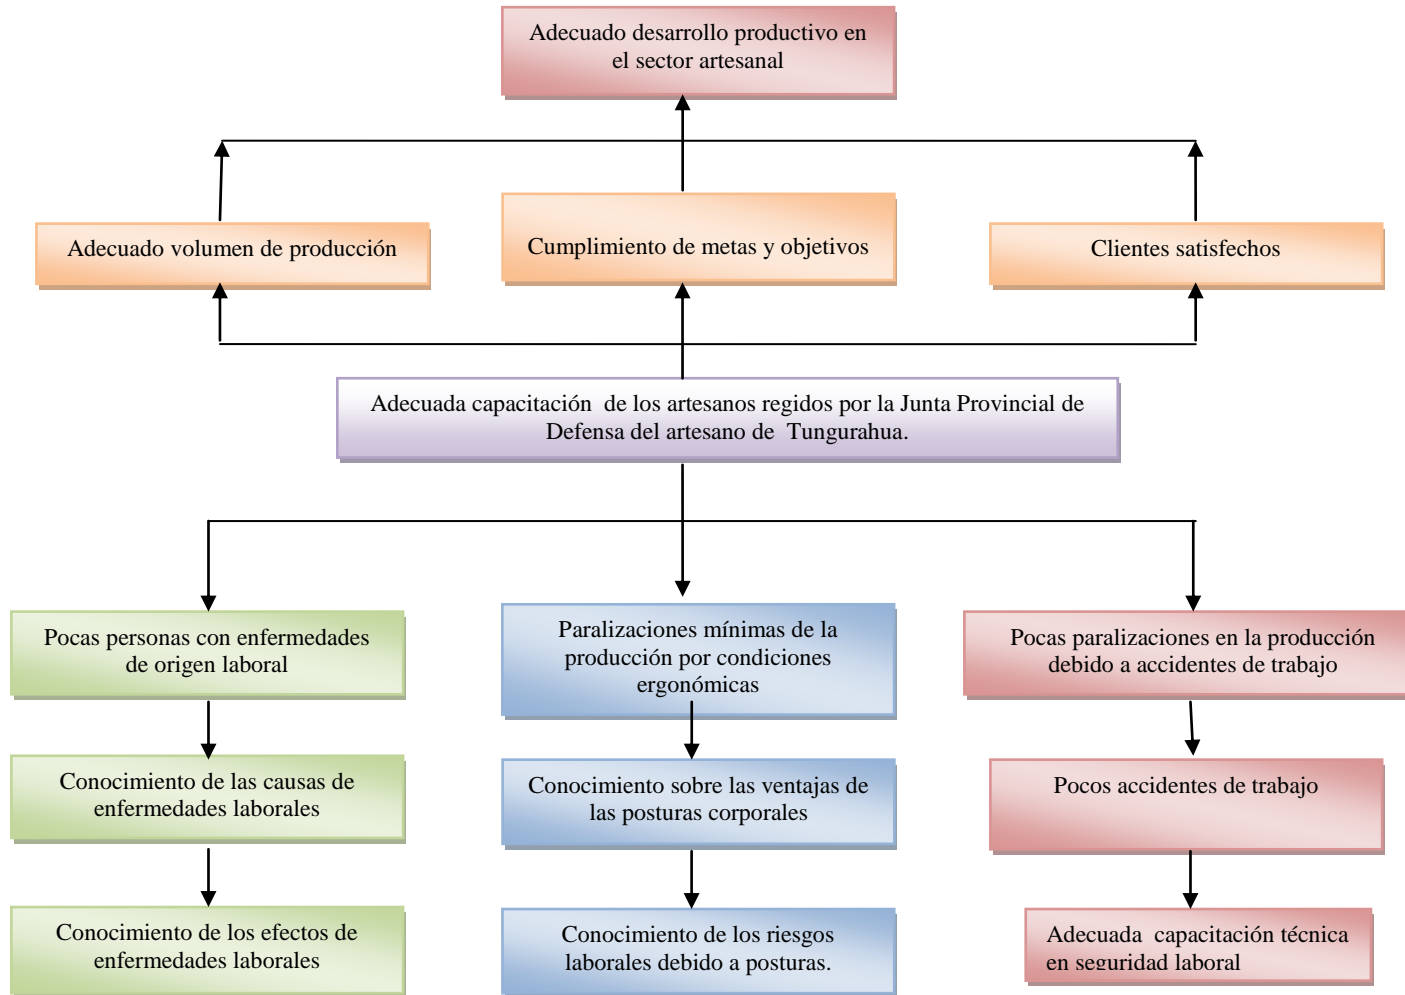 Adecuado desarrollo productivo en
el sector artesanal
Adecuado volumen de producción
Cumplimiento de metas y objetivos
Clientes satisfechos
Adecuada capacitación de los artesanos regidos por la Junta Provincial de
Defensa del artesano de Tungurahua.
Pocas personas con enfermedades
de origen laboral
Paralizaciones mínimas de la
producción por condiciones
ergonómicas
Pocas paralizaciones en la producción
debido a accidentes de trabajo
Conocimiento de las causas de
enfermedades laborales
Conocimiento sobre las ventajas de
las posturas corporales
Pocos accidentes de trabajo
Conocimiento de los efectos de
enfermedades laborales
Conocimiento de los riesgos
laborales debido a posturas.
Adecuada capacitación técnica
en seguridad laboral